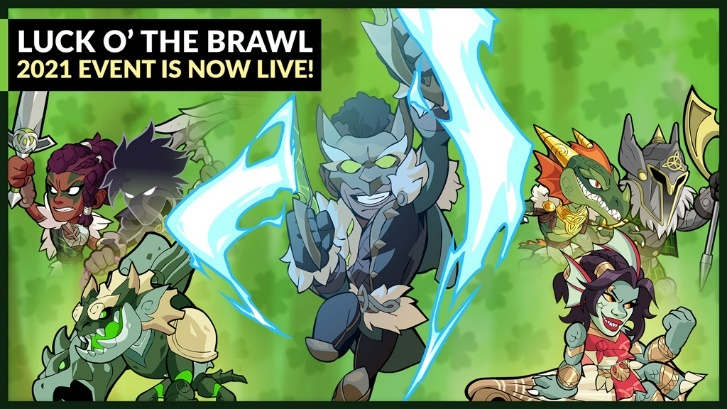 LUCK O’ THE BRAWL
2021 EVENT IS NOW LIVE!